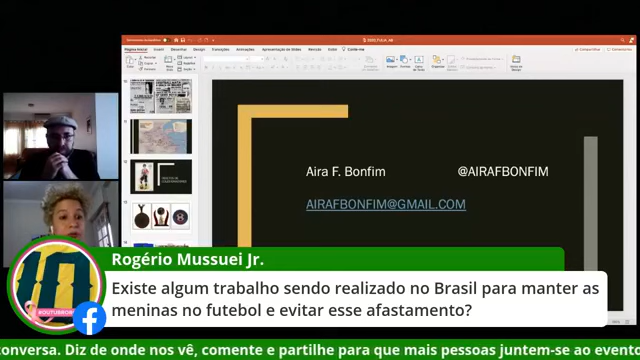 Aira F. Bonfim
@AIRAFBONFIM
AIRAFBONFIM@GMAIL.COM
Rogério Mussuei Jr.
Existe algum trabalho sendo realizado no Brasil para manter as
meninas no futebol e evitar esse afastamento?
conversa. Diz de onde nos vê, comente e partilhe para que mais pessoas juntem-se ao evento